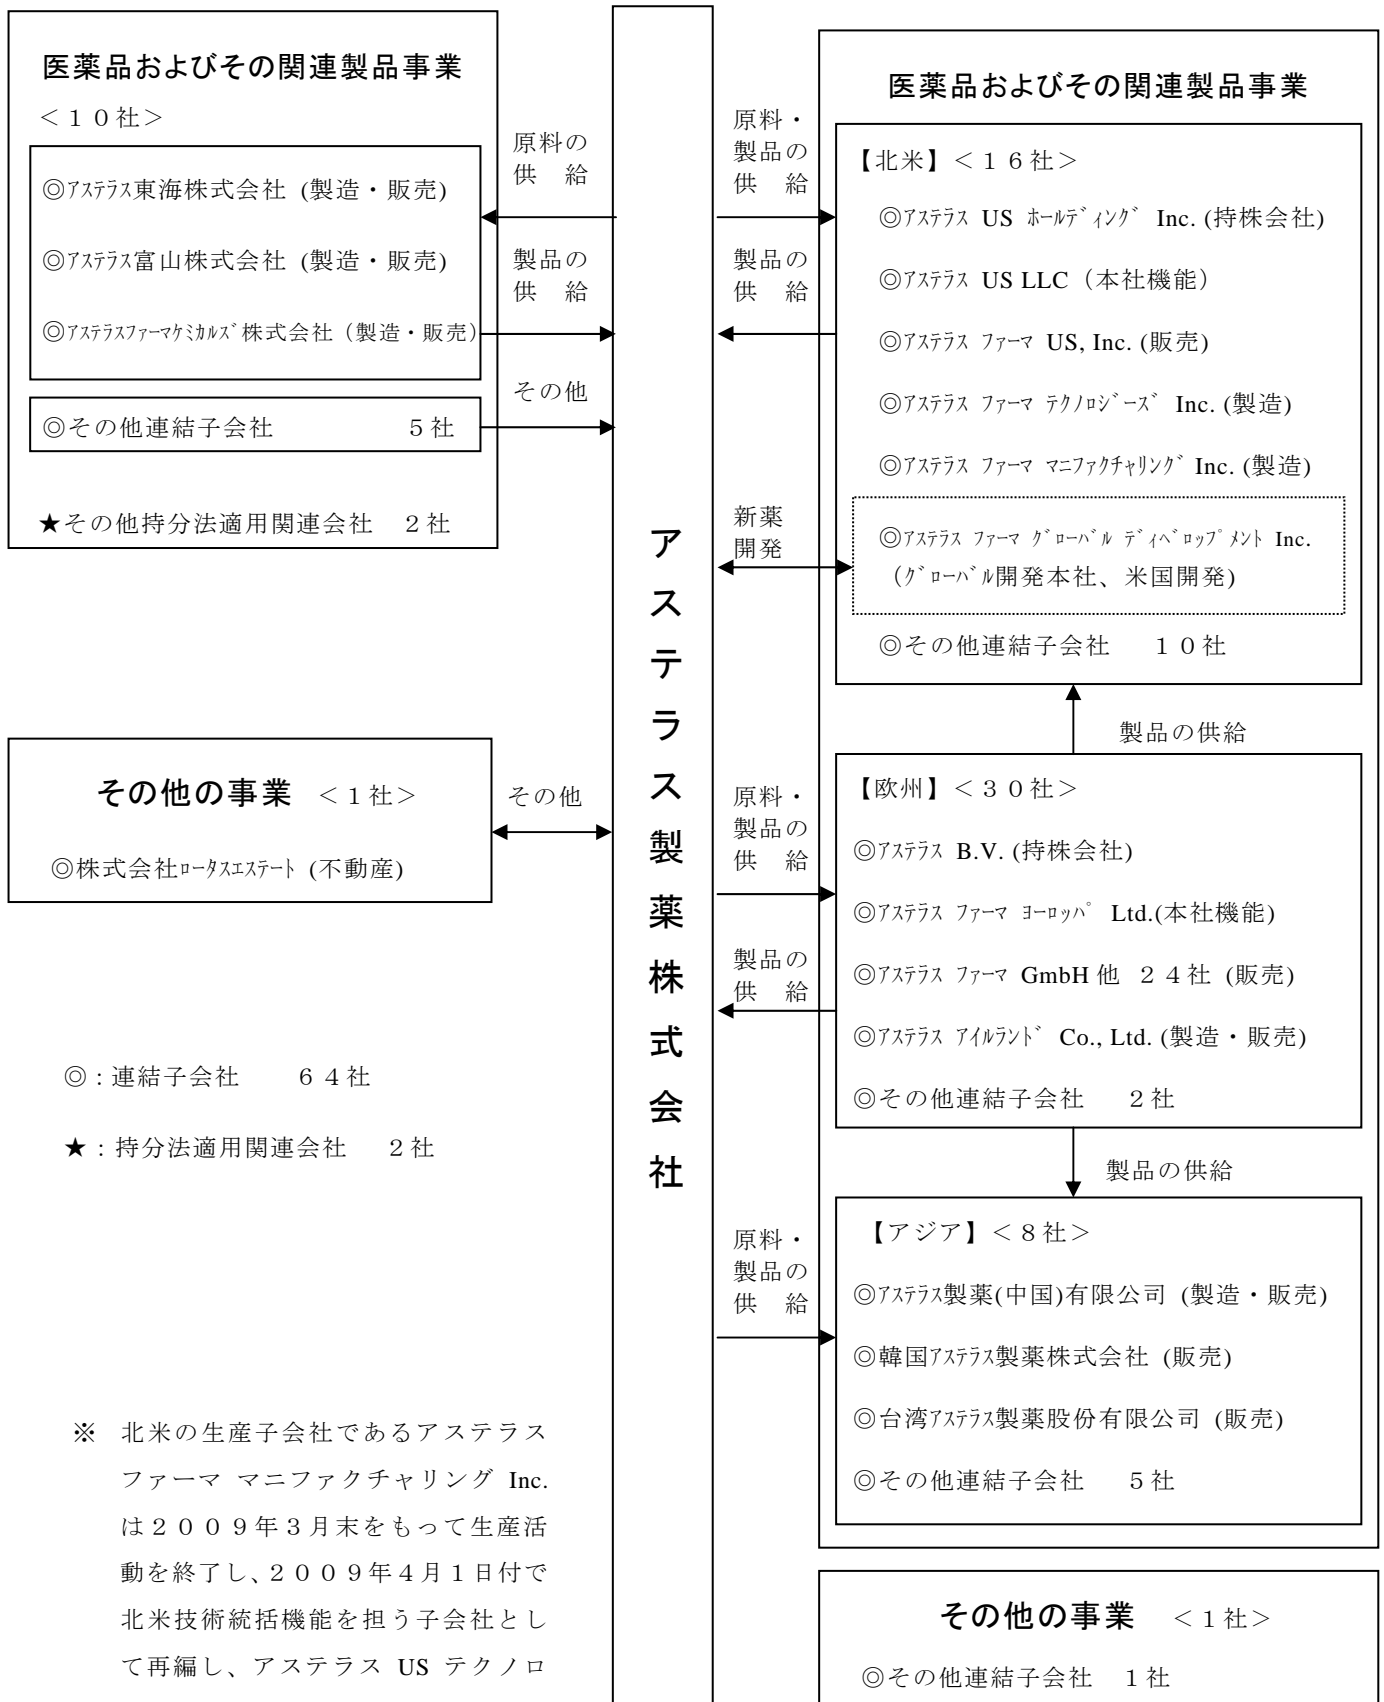 医薬品およびその関連製品事業
＜１０社＞
◎ｱｽﾃﾗｽ東海株式会社 (製造・販売)
◎ｱｽﾃﾗｽ富山株式会社 (製造・販売)
◎ｱｽﾃﾗｽﾌｧｰﾏｹﾐｶﾙｽﾞ株式会社（製造・販売)
◎その他連結子会社　５社
★その他持分法適用関連会社　２社
原料の
供　給
製品の
供　給
その他
その他の事業　＜１社＞
◎株式会社ﾛｰﾀｽｴｽﾃｰﾄ (不動産)
その他
◎：連結子会社　６４社
★：持分法適用関連会社　２社
※　北米の生産子会社であるアステラス
ファーマ マニファクチャリング Inc.
は２００９年３月末をもって生産活
動を終了し、２００９年４月１日付で
北米技術統括機能を担う子会社とし
て再編し、アステラス US テクノロ
アステラス製薬株式会社
原料・
製品の
供　給
製品の
供　給
新薬
開発
原料・
製品の
供　給
製品の
供　給
原料・
製品の
供　給
医薬品およびその関連製品事業
【北米】＜１６社＞
◎ｱｽﾃﾗｽ US ﾎｰﾙﾃﾞｨﾝｸﾞ Inc. (持株会社)
◎ｱｽﾃﾗｽ US LLC（本社機能）
◎ｱｽﾃﾗｽ ﾌｧｰﾏ US, Inc. (販売)
◎ｱｽﾃﾗｽ ﾌｧｰﾏ ﾃｸﾉﾛｼﾞｰｽﾞ Inc. (製造)
◎ｱｽﾃﾗｽ ﾌｧｰﾏ ﾏﾆﾌｧｸﾁｬﾘﾝｸﾞ Inc. (製造)
◎ｱｽﾃﾗｽ ﾌｧｰﾏ ｸﾞﾛｰﾊﾞﾙ ﾃﾞｨﾍﾞﾛｯﾌﾟﾒﾝﾄ Inc.
（ｸﾞﾛｰﾊﾞﾙ開発本社、米国開発)
◎その他連結子会社　１０社
製品の供給
【欧州】＜３０社＞
◎ｱｽﾃﾗｽ B.V. (持株会社)
◎ｱｽﾃﾗｽ ﾌｧｰﾏ ﾖｰﾛｯﾊﾟ Ltd.(本社機能)
◎ｱｽﾃﾗｽ ﾌｧｰﾏ GmbH 他 ２４社 (販売)
◎ｱｽﾃﾗｽ ｱｲﾙﾗﾝﾄﾞ Co., Ltd. (製造・販売)
◎その他連結子会社　２社
製品の供給
【アジア】＜８社＞
◎ｱｽﾃﾗｽ製薬(中国)有限公司 (製造・販売)
◎韓国ｱｽﾃﾗｽ製薬株式会社 (販売)
◎台湾ｱｽﾃﾗｽ製薬股份有限公司 (販売)
◎その他連結子会社　５社
その他の事業　＜１社＞
◎その他連結子会社　１社